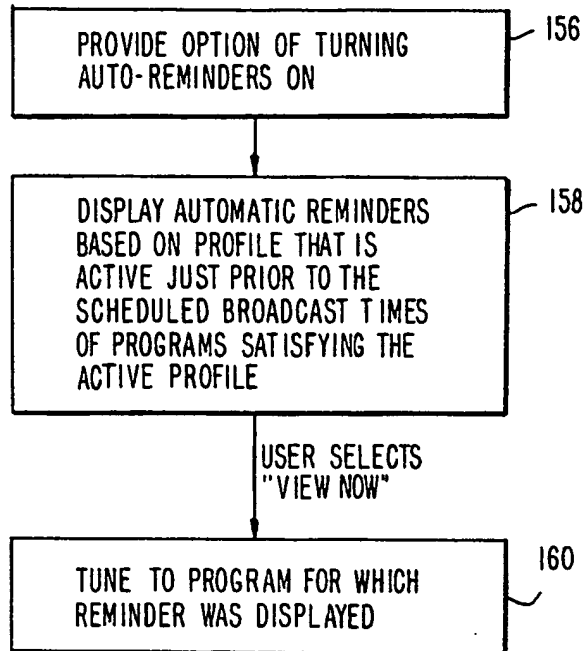 PROVIDE OPTION OF TURNING
AUTO-REMINDERS ON
156
DISPLAY AUTOMATIC REMINDERS
BASED ON PROFILE THAT IS
ACTIVE JUST PRIOR TO THE
SCHEDULED BROADCAST TIMES
OF PROGRAMS SATISFYING THE
ACTIVE PROFILE
158
USER SELECTS
"VIEW NOW"
TUNE TO PROGRAM FOR WHICH
REMINDER WAS DISPLAYED
160